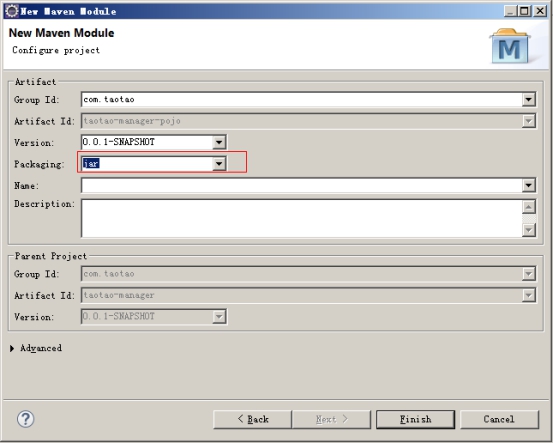 New Maven Module
New Maven Module
Configure project
M
Artifact
Group Id: com.taotao
Artifact Id: taotao-manager-pojo
Version: 0.0.1-SNAPSHOT
Packaging: jar
Name:
Description:
Parent Project
Group Id: com.taotao
Artifact Id: taotao-manager
Version: 0.0.1-SNAPSHOT
Advanced
? < Back Next > Finish Cancel